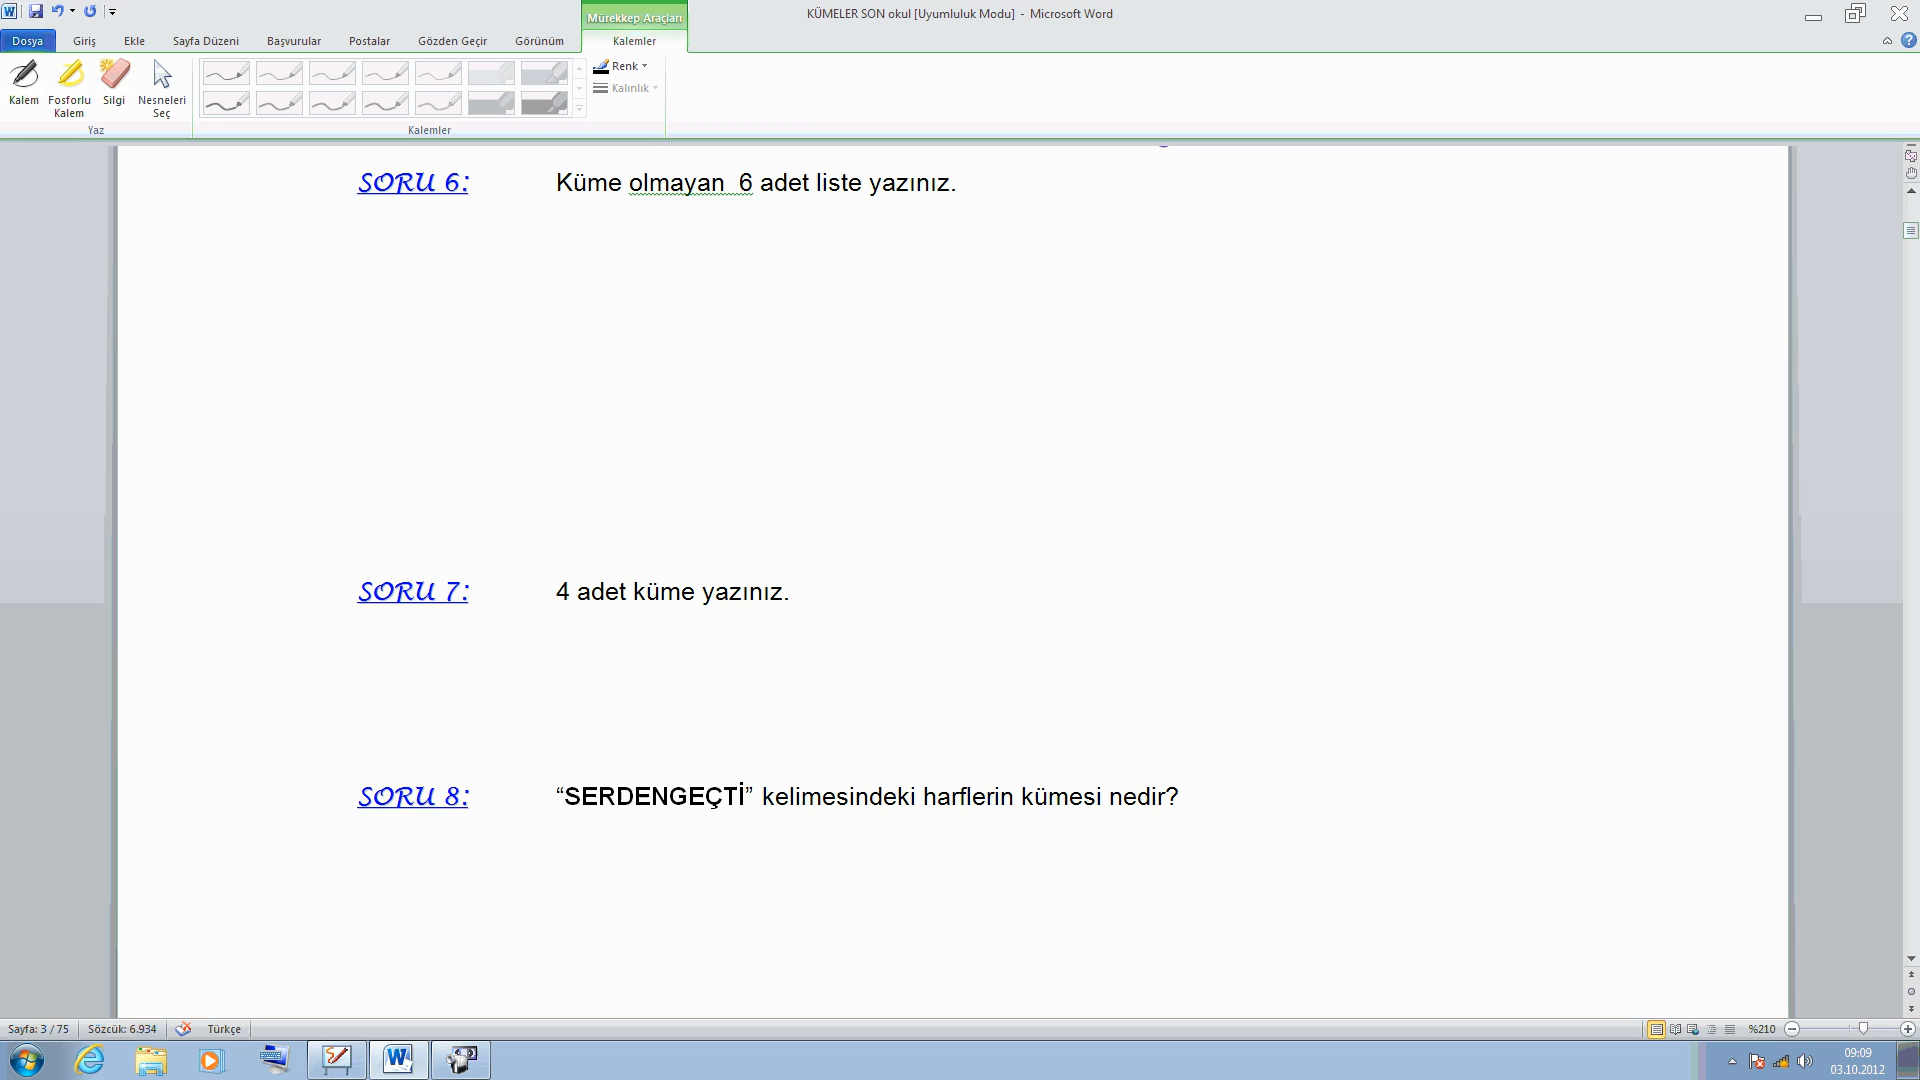 Mürekkep Araçları
KÜMELER SON okul [Uyumluluk Modu] - Microsoft Word
Dosya Giriş Ekle Sayfa Düzeni Başvurular Postalar Gözden Geçir Görünüm Kalemler
Kalem Fosforlu Kalem Silgi Nesneleri Seç
Renk
Kalınlık
Yaz Kalemler
SORU 6: Küme olmayan 6 adet liste yazınız.
SORU 7: 4 adet küme yazınız.
SORU 8: “SERDENGEÇTİ” kelimesindeki harflerin kümesi nedir?
Sayfa: 3 / 75 Sözcük: 6.934 Türkçe %210
09:09
03.10.2012